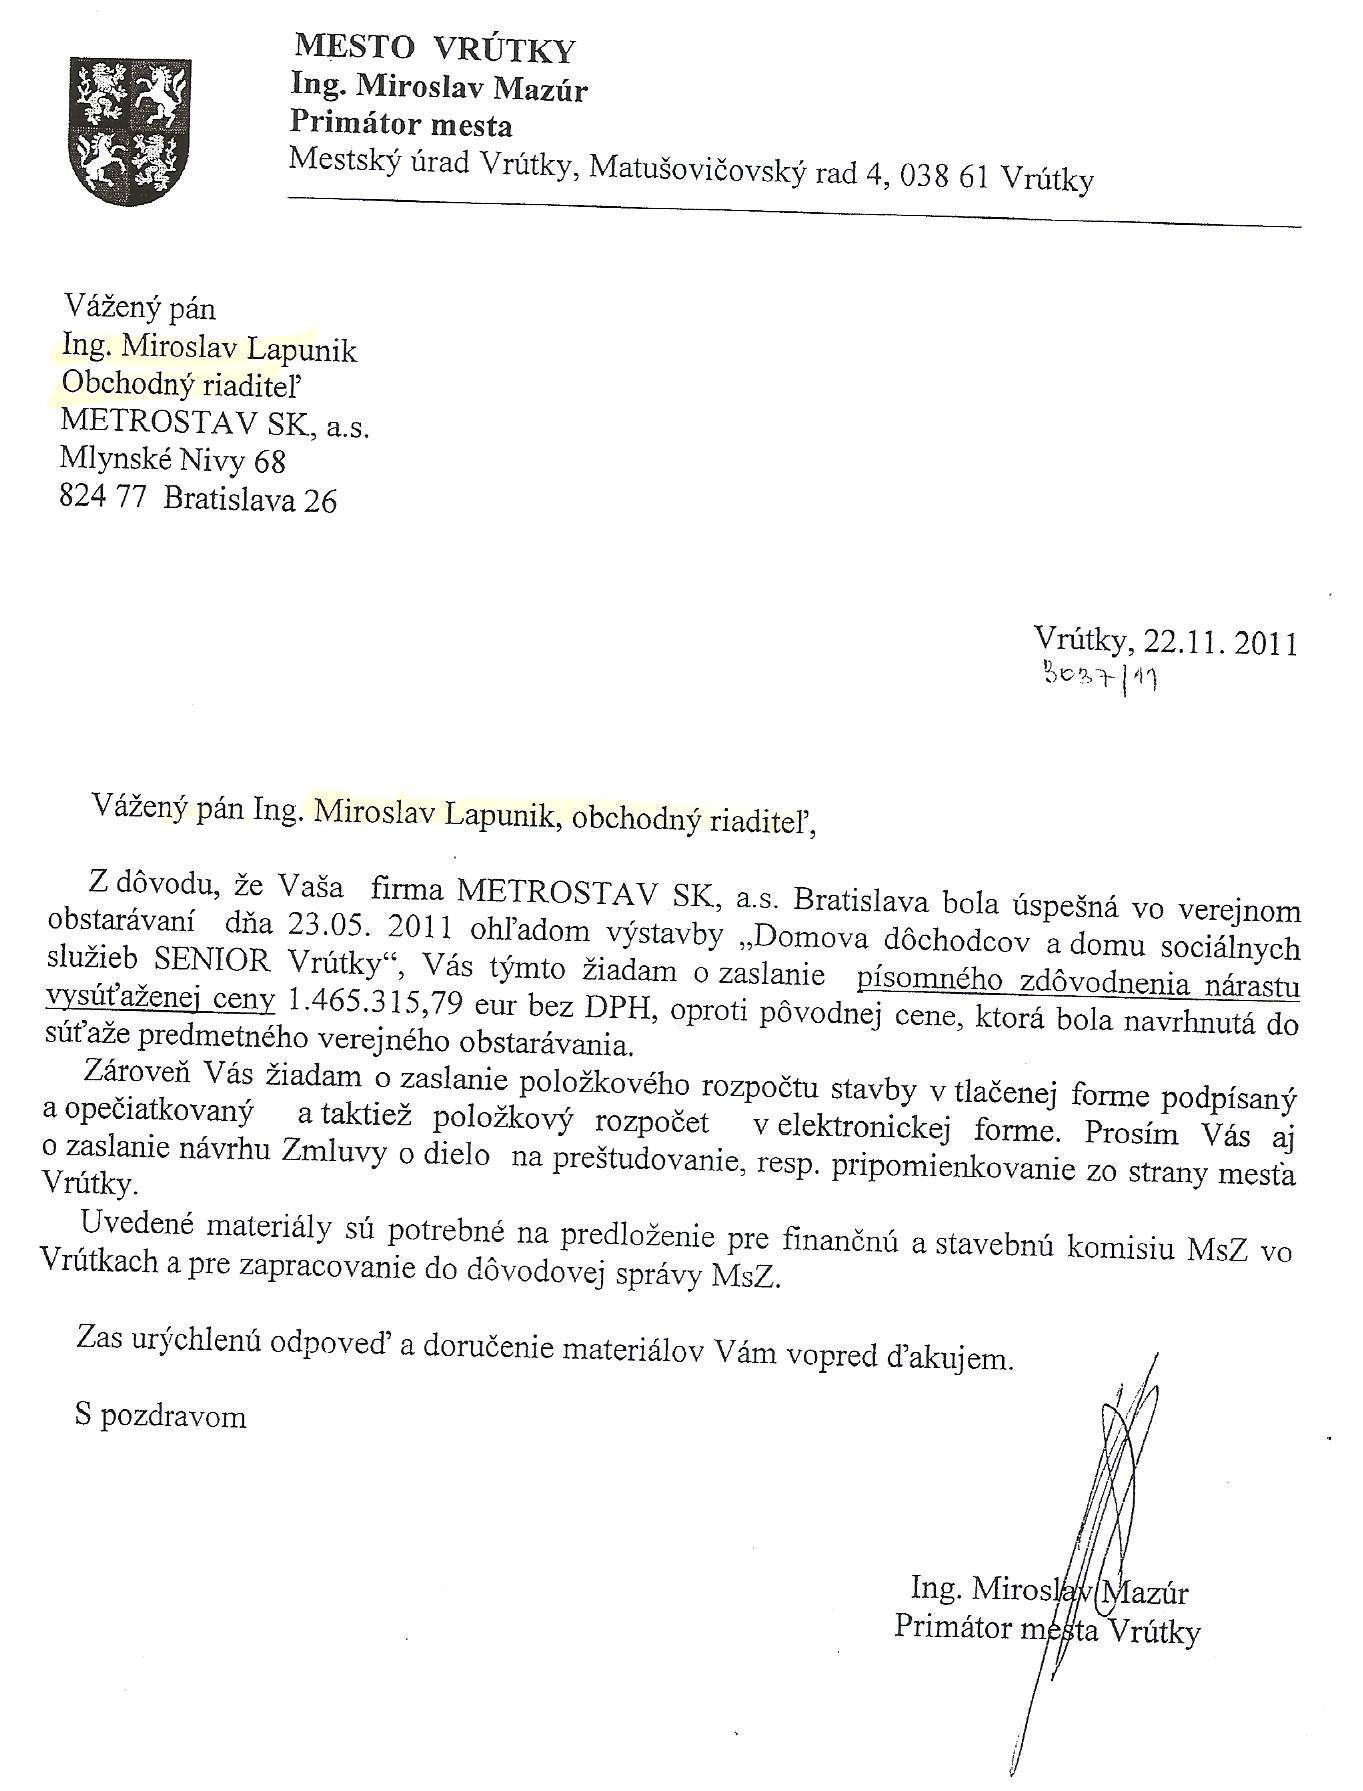 MESTO VRÚTKY
Ing. Miroslav Mazúr
Primátor mesta
Mestský úrad Vrútky, Matušovičovský rad 4, 038 61 Vrútky
Vážený pán
Ing. Miroslav Lapunik
Obchodný riaditeľ
METROSTAV SK, a.s.
Mlynské Nivy 68
824 77 Bratislava 26
Vrútky, 22.11. 2011
3037/11
Vážený pán Ing. Miroslav Lapunik, obchodný riaditeľ,
Z dôvodu, že Vaša firma METROSTAV SK, a.s. Bratislava bola úspešná vo verejnom
obstarávaní dňa 23.05. 2011 ohľadom výstavby „Domova dôchodcov a domu sociálnych
služieb SENIOR Vrútky“, Vás týmto žiadam o zaslanie písomného zdôvodnenia nárastu
vysúťaženej ceny 1.465.315,79 eur bez DPH, oproti pôvodnej cene, ktorá bola navrhnutá do
súťaže predmetného verejného obstarávania.
Zároveň Vás žiadam o zaslanie položkového rozpočtu stavby v tlačenej forme podpísaný
a opečiatkovaný a taktiež položkový rozpočet v elektronickej forme. Prosím Vás aj
o zaslanie návrhu Zmluvy o dielo na preštudovanie, resp. pripomienkovanie zo strany mesťa
Vrútky.
Uvedené materiály sú potrebné na predloženie pre finančnú a stavebnú komisiu MsZ vo
Vrútkach a pre zapracovanie do dôvodovej správy MsZ.
Zas urýchlenú odpoveď a doručenie materiálov Vám vopred ďakujem.
S pozdravom
Ing. Miroslav Mazúr
Primátor mesta Vrútky